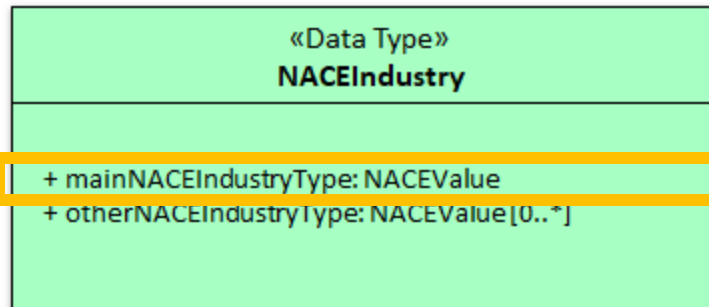 «Data Type»
NACEIndustry
+ mainNACEIndustryType: NACEValue
+ otherNACEIndustryType: NACEValue [0..*]